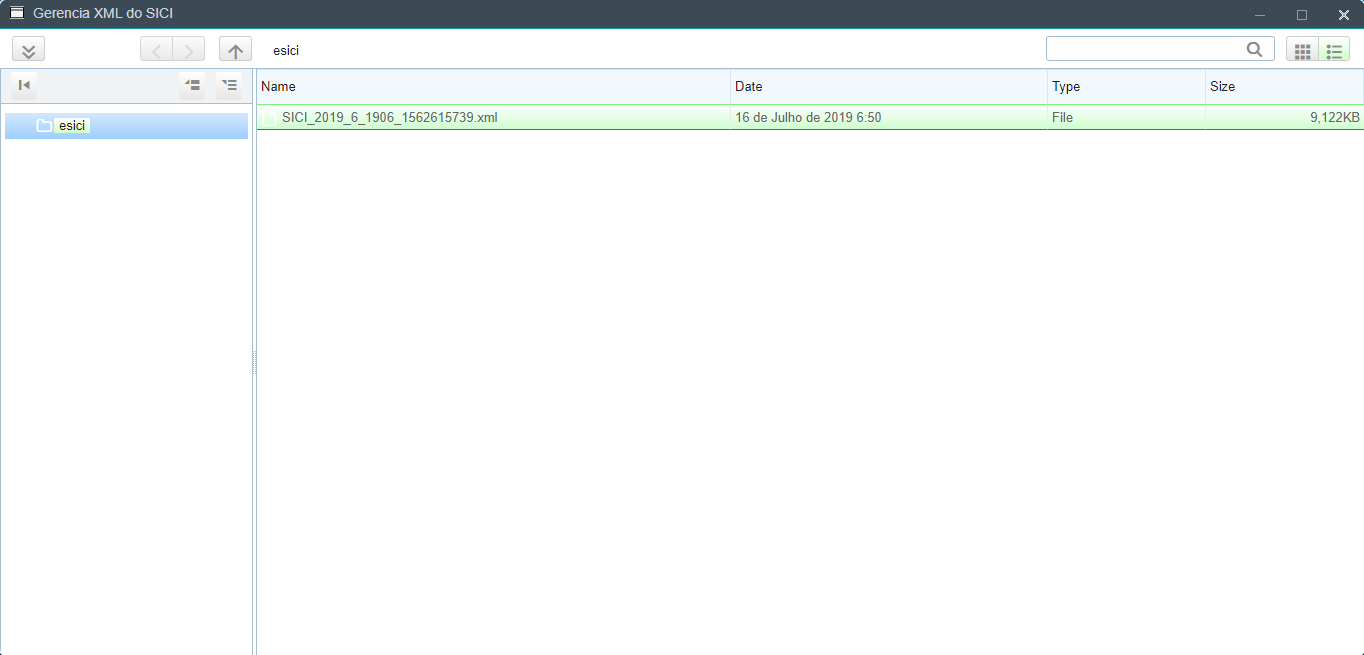 Gerencia XML do SICI
esici
Name Date Type Size
esici
SICI_2019_6_1906_1562615739.xml 16 de Julho de 2019 6:50 File 9,122KB